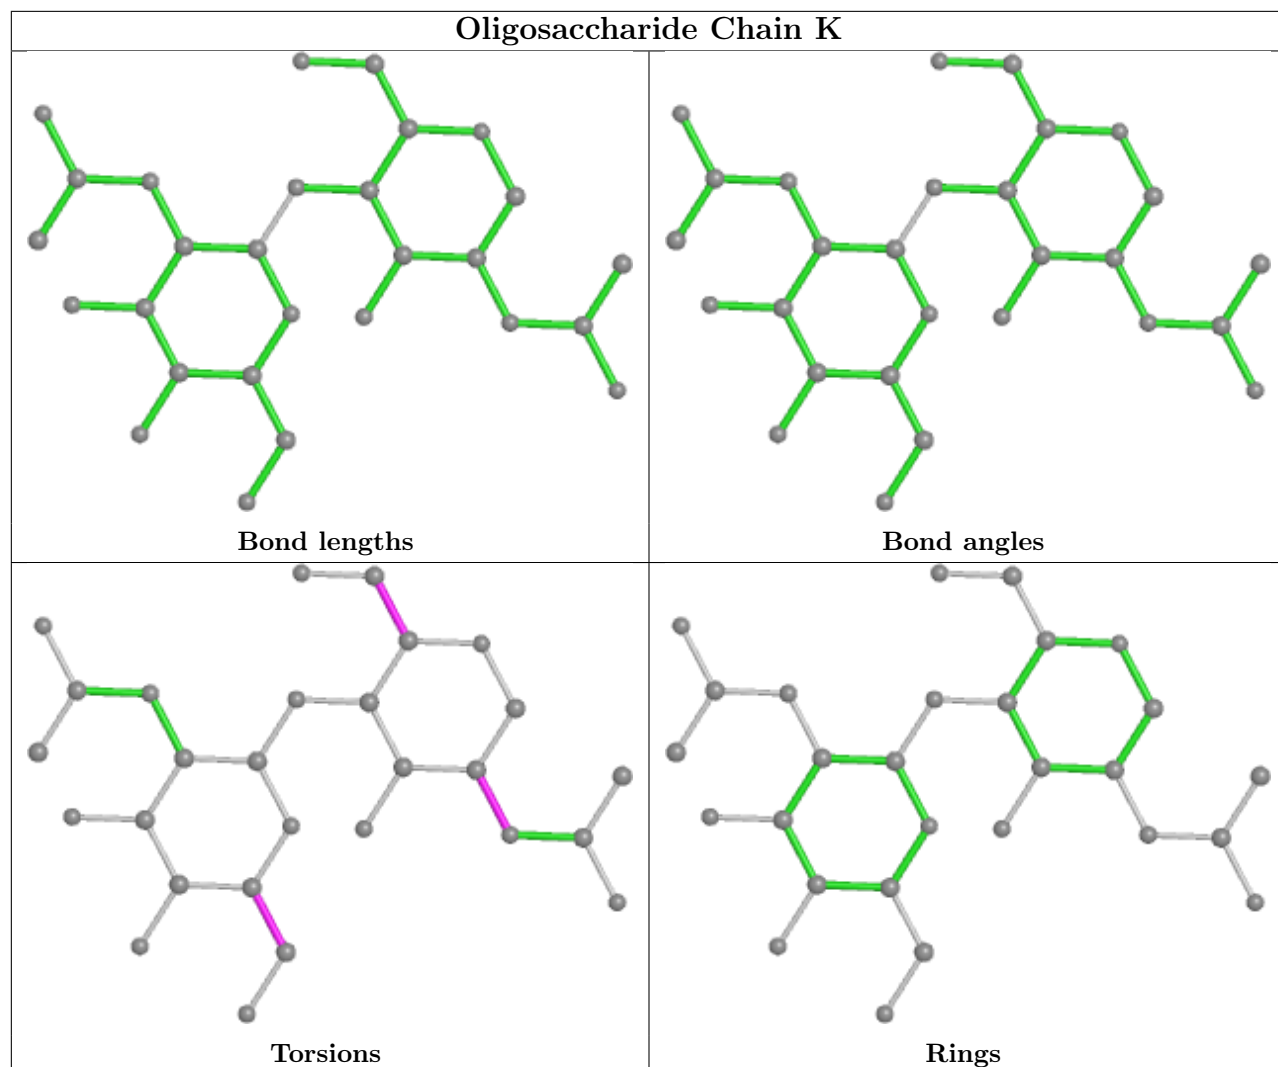 Oligosaccharide Chain K
Bond lengths
Bond angles
Torsions
Rings